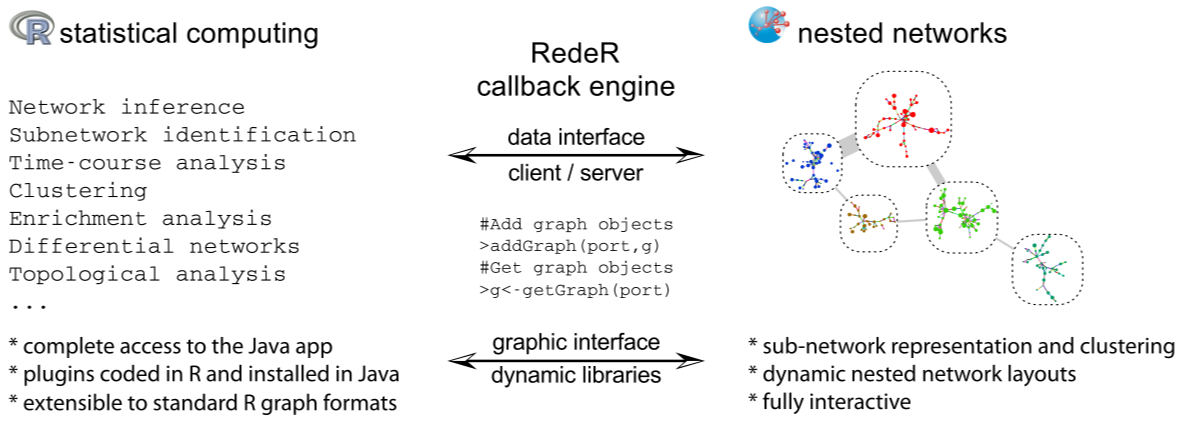 R statistical computing
Network inference
Subnetwork identification
Time-course analysis
Clustering
Enrichment analysis
Differential networks
Topological analysis
...
* complete access to the Java app
* plugins coded in R and installed in Java
* extensible to standard R graph formats
RedeR
callback engine
data interface
client / server
#Add graph objects
>addGraph(port,g)
#Get graph objects
>g<-getGraph(port)
graphic interface
dynamic libraries
nested networks
* sub-network representation and clustering
* dynamic nested network layouts
* fully interactive